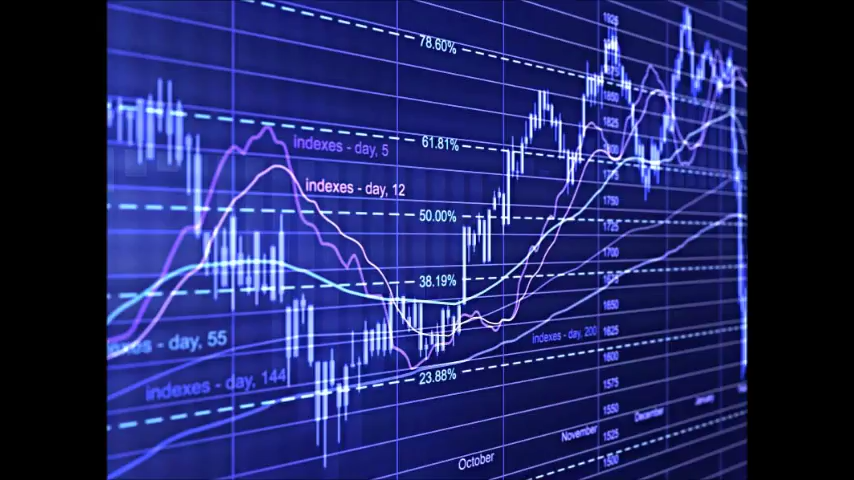 78.60%
indexes - day, 5
61.81%
indexes - day, 12
50.00%
38.19%
indexes - day, 200
indexes - day, 55
indexes - day, 144
23.88%
1925
1850
1825
1800
1775
1750
1725
1700
1675
1650
1625
1600
1575
1550
1525
1500
October
November
December
January